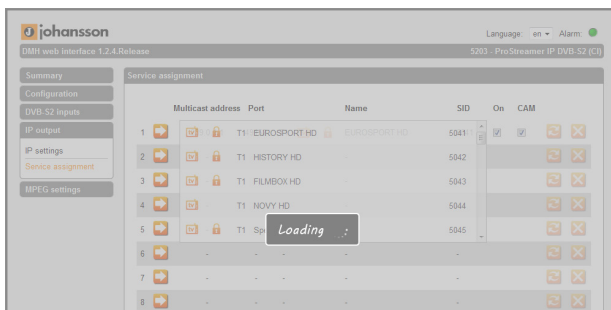 johansson
Language: en Alarm:
DMH web interface 1.2.4.Release 5203 - ProStreamer IP DVB-S2 (CI)
Summary
Configuration
DVB S2 inputs
IP output
IP settings
Service assignment
MPEG settings
Service assignment
Multicast address Port Name SID On CAM
1 T1 EUROSPORT HD EUROSPORT HD 5041
2 T1 HISTORY HD 5042
3 T1 FILMBOX HD 5043
4 T1 NOVY HD 5044
5 T1 5045
Loading
6 - - - -
7 - - - -
8 - - - -